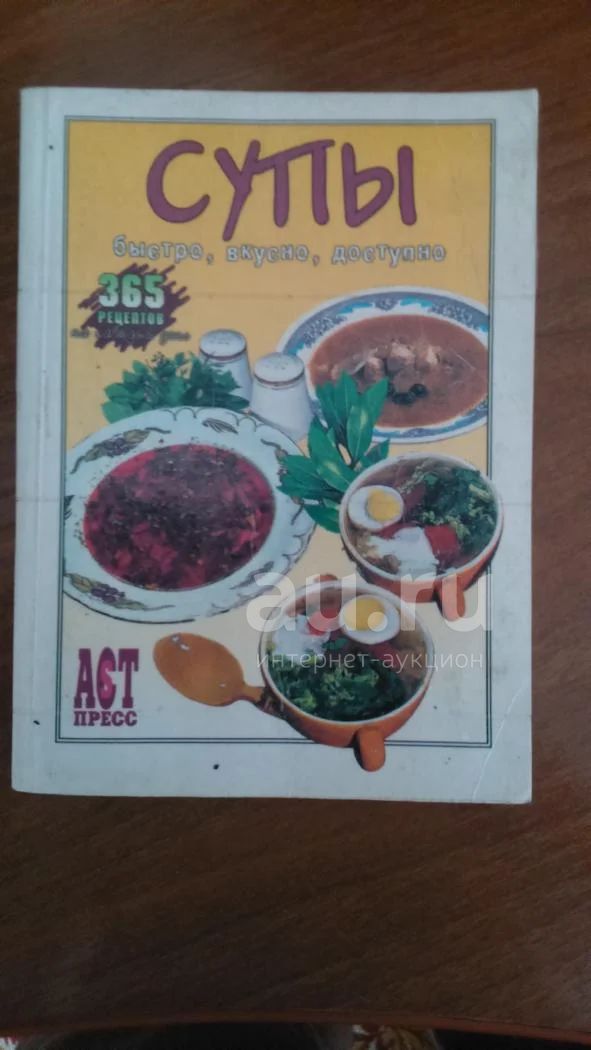 СУПЫ
быстро, вкусно, доступно
365
РЕЦЕПТОВ
au.ru
интернет-аукцион
АСТ
ПРЕСС